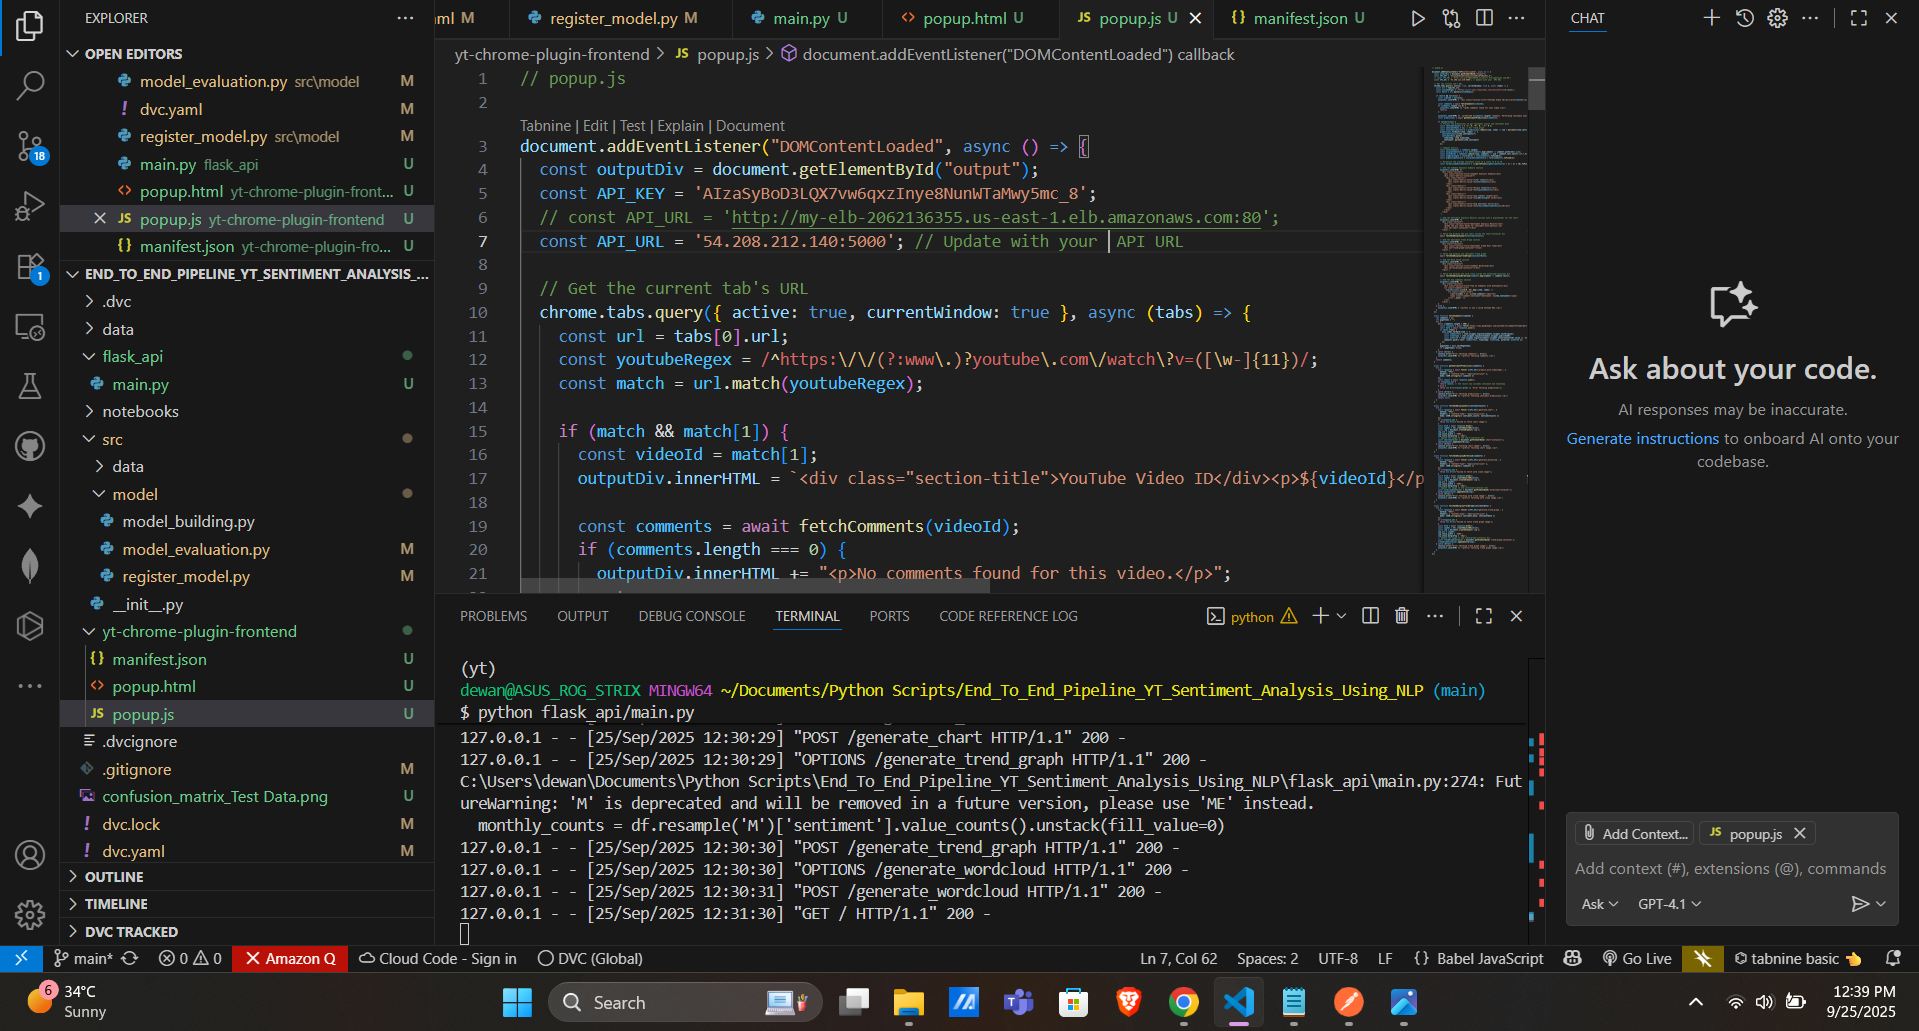 EXPLORER
OPEN EDITORS
model_evaluation.py src\model M
dvc.yaml M
register_model.py src\model M
main.py flask_api U
popup.html yt-chrome-plugin-front... U
popup.js yt-chrome-plugin-frontend U
manifest.json yt-chrome-plugin-fro... U
END_TO_END_PIPELINE_YT_SENTIMENT_ANALYSIS_...
.dvc
data
flask_api
main.py U
notebooks
src
data
model
model_building.py
model_evaluation.py M
register_model.py M
__init__.py
yt-chrome-plugin-frontend
manifest.json U
popup.html U
popup.js U
.dvcignore
.gitignore M
confusion_matrix_Test Data.png U
dvc.lock M
dvc.yaml M
OUTLINE
TIMELINE
DVC TRACKED
18
1
aml M register_model.py M main.py U popup.html U popup.js U manifest.json U
yt-chrome-plugin-frontend > popup.js > document.addEventListener("DOMContentLoaded") callback
1 // popup.js
2
Tabnine | Edit | Test | Explain | Document
3 document.addEventListener("DOMContentLoaded", async () => {
4 const outputDiv = document.getElementById("output");
5 const API_KEY = 'AIzaSyBoD3LQX7vw6qxzInye8NunWTaMwy5mc_8';
6 // const API_URL = 'http://my-elb-2062136355.us-east-1.elb.amazonaws.com:80';
7 const API_URL = '54.208.212.140:5000'; // Update with your API URL
8
9 // Get the current tab's URL
10 chrome.tabs.query({ active: true, currentWindow: true }, async (tabs) => {
11 const url = tabs[0].url;
12 const youtubeRegex = /^https:\/\/(?:www\.)?youtube\.com\/watch\?v=([\w-]{11})/;
13 const match = url.match(youtubeRegex);
14
15 if (match && match[1]) {
16 const videoId = match[1];
17 outputDiv.innerHTML = `<div class="section-title">YouTube Video ID</div><p>${videoId}</p
18
19 const comments = await fetchComments(videoId);
20 if (comments.length === 0) {
21 outputDiv.innerHTML += "<p>No comments found for this video.</p>";
PROBLEMS OUTPUT DEBUG CONSOLE TERMINAL PORTS CODE REFERENCE LOG python
(yt)
dewan@ASUS_ROG_STRIX MINGW64 ~/Documents/Python Scripts/End_To_End_Pipeline_YT_Sentiment_Analysis_Using_NLP (main)
$ python flask_api/main.py
127.0.0.1 - - [25/Sep/2025 12:30:29] "POST /generate_chart HTTP/1.1" 200 -
127.0.0.1 - - [25/Sep/2025 12:30:29] "OPTIONS /generate_trend_graph HTTP/1.1" 200 -
C:\Users\dewan\Documents\Python Scripts\End_To_End_Pipeline_YT_Sentiment_Analysis_Using_NLP\flask_api\main.py:274: Fut
ureWarning: 'M' is deprecated and will be removed in a future version, please use 'ME' instead.
monthly_counts = df.resample('M')['sentiment'].value_counts().unstack(fill_value=0)
127.0.0.1 - - [25/Sep/2025 12:30:30] "POST /generate_trend_graph HTTP/1.1" 200 -
127.0.0.1 - - [25/Sep/2025 12:30:30] "OPTIONS /generate_wordcloud HTTP/1.1" 200 -
127.0.0.1 - - [25/Sep/2025 12:30:31] "POST /generate_wordcloud HTTP/1.1" 200 -
127.0.0.1 - - [25/Sep/2025 12:31:30] "GET / HTTP/1.1" 200 -
CHAT
Ask about your code.
AI responses may be inaccurate.
Generate instructions to onboard AI onto your
codebase.
Add Context... JS popup.js
Add context (#), extensions (@), commands
Ask GPT-4.1
main* 0 0 Amazon Q Cloud Code - Sign in DVC (Global) Ln 7, Col 62 Spaces: 2 UTF-8 LF {} Babel JavaScript Go Live tabnine basic
6
34°C
Sunny
Search
12:39 PM
9/25/2025